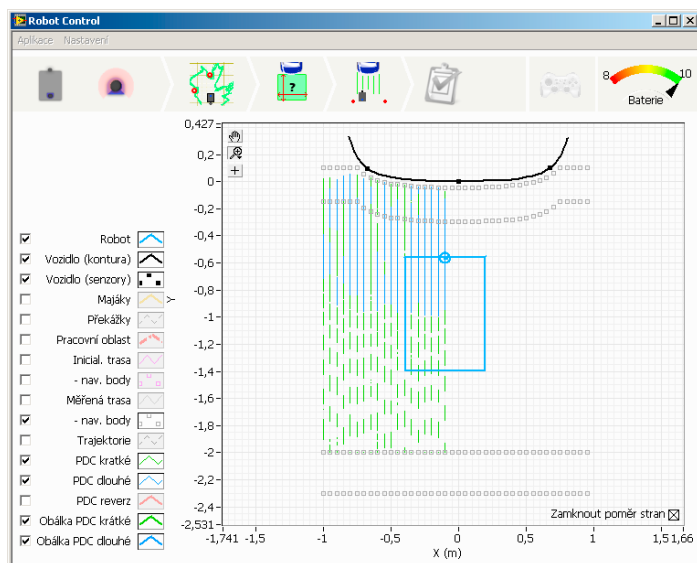 Robot Control
Aplikace Nastavení
?
8 10
Baterie
0,427
0,2
0
-0,2
-0,4
-0,6
-0,8
-1
-1,2
-1,4
-1,6
-1,8
-2
-2,2
-2,4
-2,531
Y
Robot
Vozidlo (kontura)
Vozidlo (senzory)
Majáky
Překážky
Pracovní oblast
Inicial. trasa
- nav. body
Měřená trasa
- nav. body
Trajektorie
PDC kratké
PDC dlouhé
PDC reverz
Obálka PDC krátké
Obálka PDC dlouhé
Zamknout poměr stran
-1,741 -1,5 -1 -0,5 0 0,5 1 1,5 1,66
X (m)